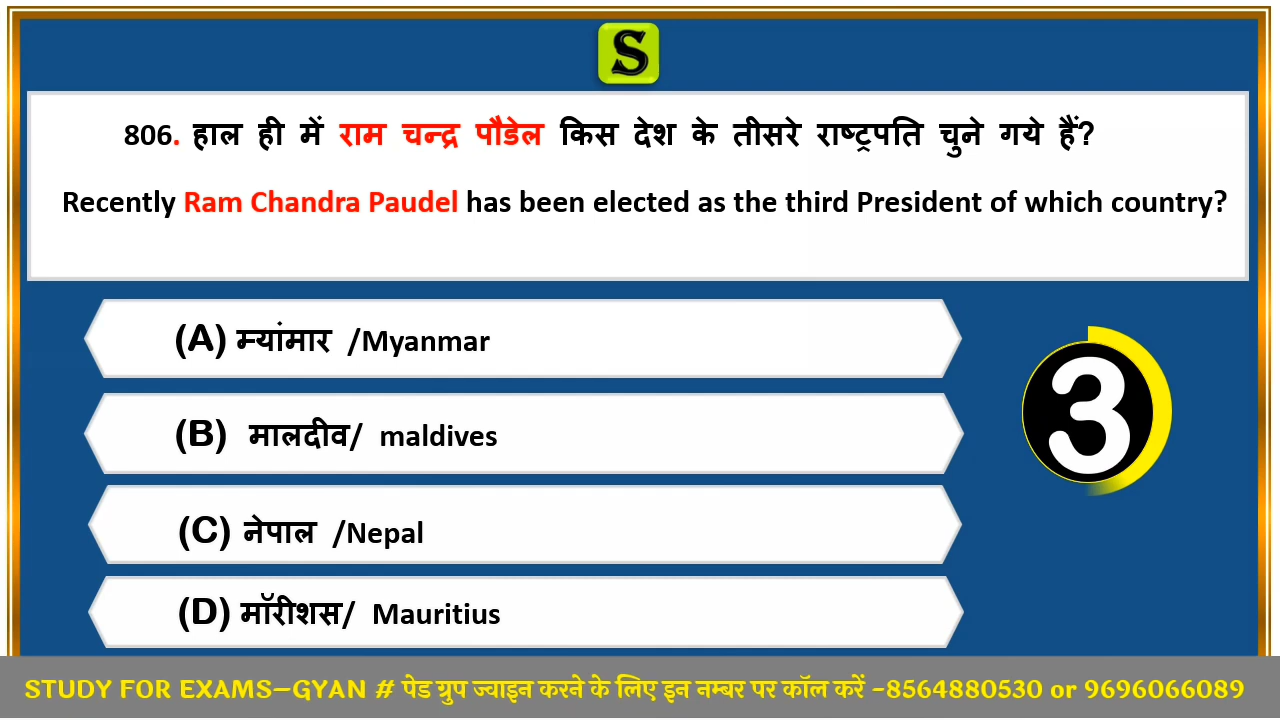 S
806. हाल ही में राम चन्द्र पौडेल किस देश के तीसरे राष्ट्रपति चुने गये हैं?
Recently Ram Chandra Paudel has been elected as the third President of which country?
(A) म्यांमार /Myanmar
(B) मालदीव/ maldives
3
(C) नेपाल /Nepal
(D) मॉरीशस/ Mauritius
STUDY FOR EXAMS-GYAN # पेड ग्रुप ज्वाइन करने के लिए इन नम्बर पर कॉल करें -8564880530 or 9696066089